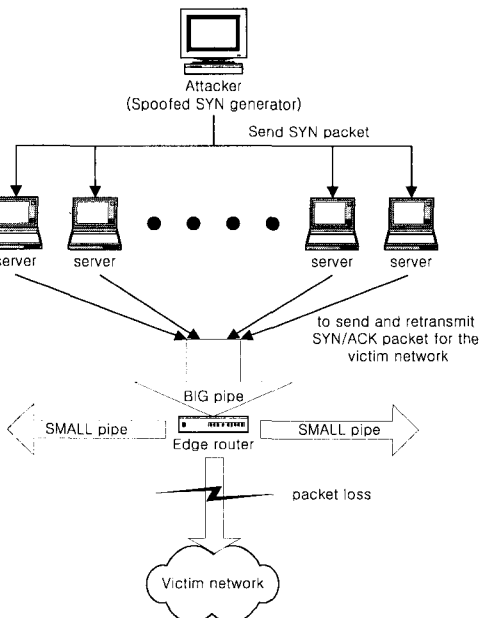 Attacker
(Spoofed SYN generator)
Send SYN packet
server server server server
to send and retransmit
SYN/ACK packet for the
victim network
BIG pipe
SMALL pipe SMALL pipe
Edge router
packet loss
Victim network